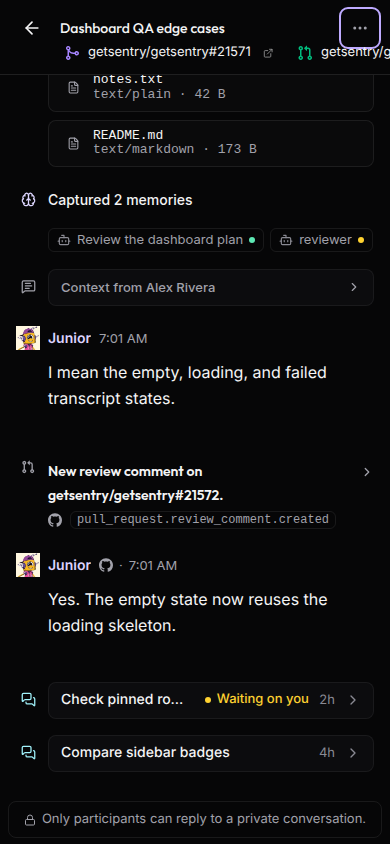 Dashboard QA edge cases
getsentry/getsentry#21571
getsentry/g
notes.txt
text/plain · 42 B
README.md
text/markdown · 173 B
Captured 2 memories
Review the dashboard plan
reviewer
Context from Alex Rivera
Junior 7:01 AM
I mean the empty, loading, and failed
transcript states.
New review comment on
getsentry/getsentry#21572.
pull_request.review_comment.created
Junior · 7:01 AM
Yes. The empty state now reuses the
loading skeleton.
Check pinned ro... Waiting on you 2h
Compare sidebar badges 4h
Only participants can reply to a private conversation.